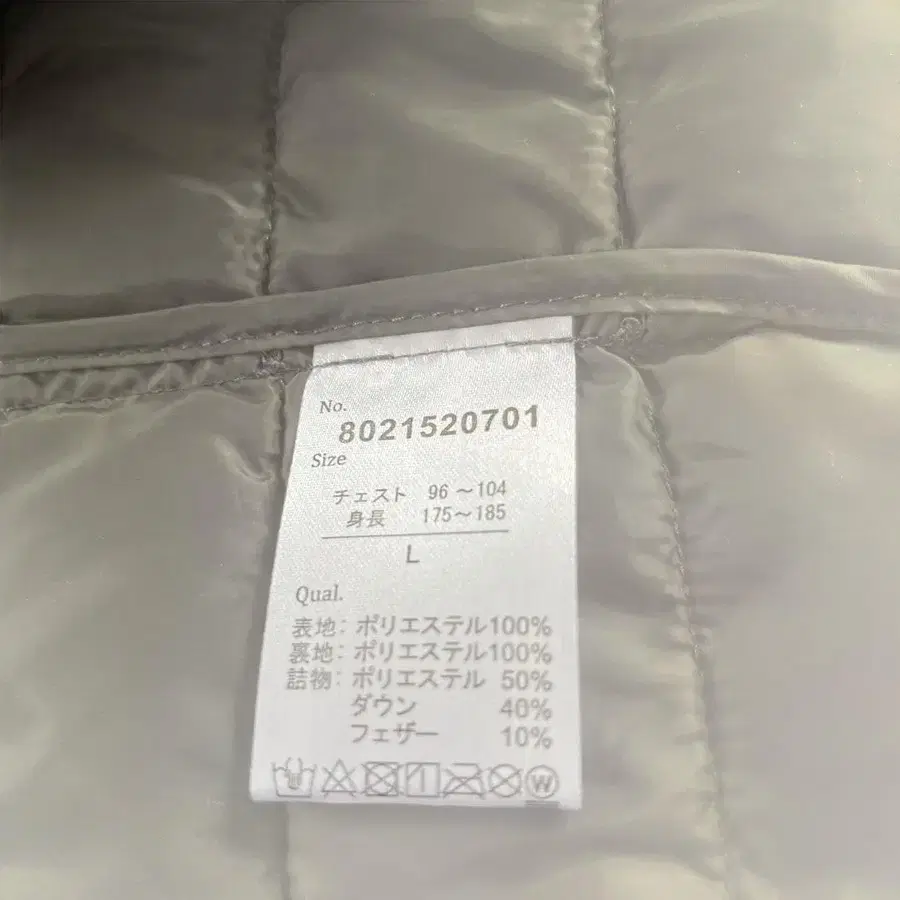 No.
8021520701
Size
チェスト 96 ～104
身長 175～185
L
Qual.
表地: ポリエステル100%
裏地: ポリエステル100%
詰物: ポリエステル 50%
ダウン 40%
フェザー 10%
W